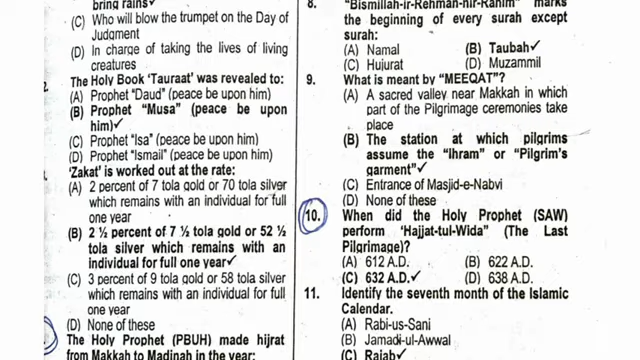 bring rains✓
(C) Who will blow the trumpet on the Day of
Judgment
(D) In charge of taking the lives of living
creatures
The Holy Book 'Tauraat' was revealed to:
(A) Prophet "Daud" (peace be upon him)
(B) Prophet "Musa" (peace be upon
him)✓
(C) Prophet "Isa" (peace be upon him)
(D) Prophet "Ismail" (peace be upon him)
'Zakat' is worked out at the rate:
(A) 2 percent of 7 tola gold or 70 tola silver
which remains with an individual for full
one year
(B) 2 ½ percent of 7 ½ tola gold or 52 ½
tola silver which remains with an
individual for full one year✓
(C) 3 percent of 9 tola gold or 58 tola silver
which remains with an individual for full
one year
(D) None of these
The Holy Prophet (PBUH) made hijrat
from Makkah to Madinah in the year:
8. "Bismillah-ir-Rehman-nir-Rahim" marks
the beginning of every surah except
surah:
(A) Namal (B) Taubah✓
(C) Hujurat (D) Muzammil
9. What is meant by "MEEQAT"?
(A) A sacred valley near Makkah in which
part of the Pilgrimage ceremonies take
place
(B) The station at which pilgrims
assume the "Ihram" or "Pilgrim's
garment"✓
(C) Entrance of Masjid-e-Nabvi
(D) None of these
10. When did the Holy Prophet (SAW)
perform 'Hajjat-tul-Wida" (The Last
Pilgrimage)?
(A) 612 A.D. (B) 622 A.D.
(C) 632 A.D.✓ (D) 638 A.D.
11. Identify the seventh month of the Islamic
Calendar.
(A) Rabi-us-Sani
(B) Jamadi-ul-Awwal
(C) Rajab✓